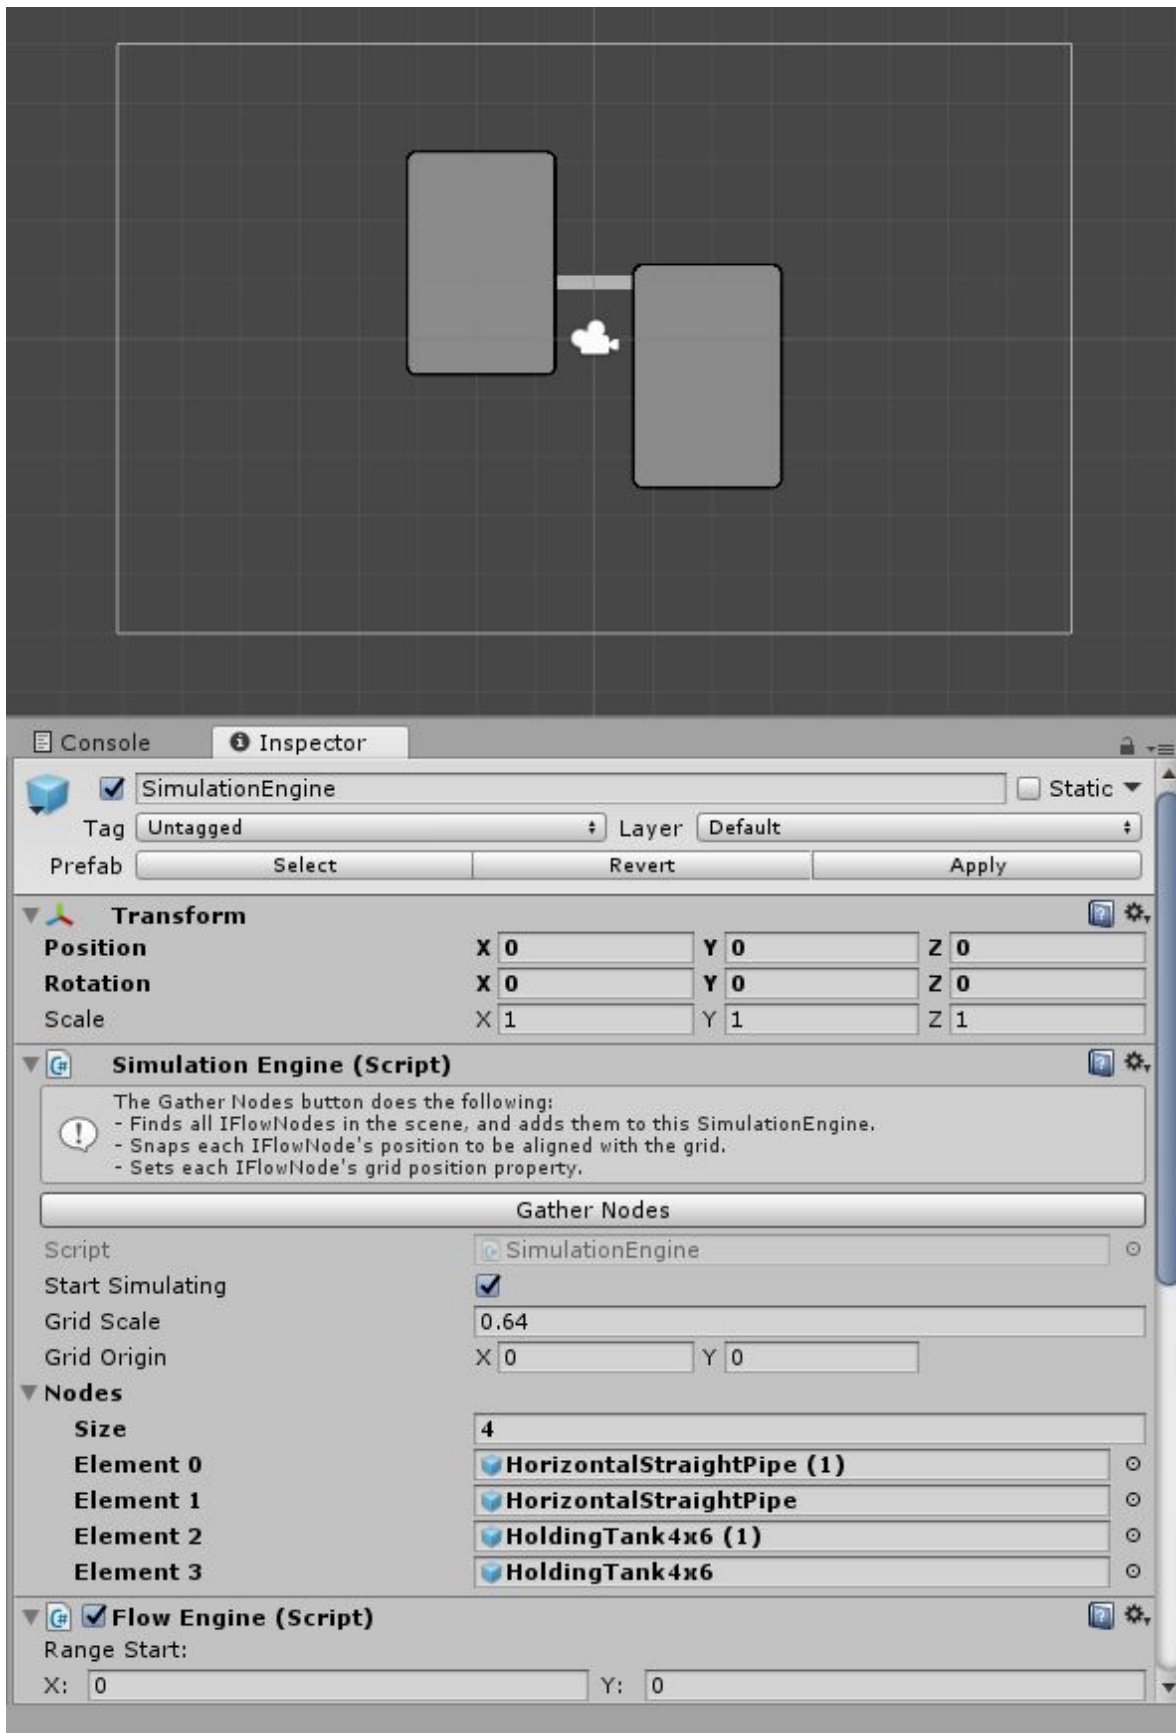 Console Inspector
SimulationEngine Static
Tag Untagged Layer Default
Prefab Select Revert Apply
Transform
Position X 0 Y 0 Z 0
Rotation X 0 Y 0 Z 0
Scale X 1 Y 1 Z 1
C# Simulation Engine (Script)
The Gather Nodes button does the following:
- Finds all IFlowNodes in the scene, and adds them to this SimulationEngine.
- Snaps each IFlowNode's position to be aligned with the grid.
- Sets each IFlowNode's grid position property.
Gather Nodes
Script SimulationEngine
Start Simulating
Grid Scale 0.64
Grid Origin X 0 Y 0
Nodes
Size 4
Element 0 HorizontalStraightPipe (1)
Element 1 HorizontalStraightPipe
Element 2 HoldingTank4x6 (1)
Element 3 HoldingTank4x6
C# Flow Engine (Script)
Range Start:
X: 0 Y: 0